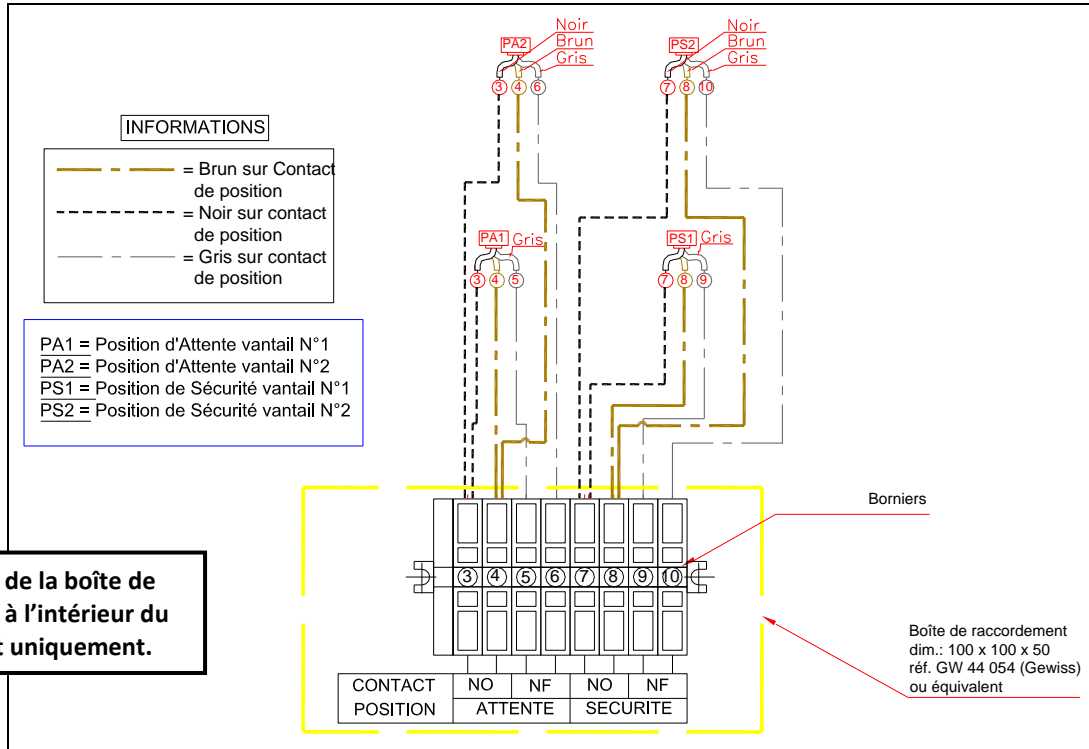 Noir
Brun
Gris
PA2
3 4 6
Noir
Brun
Gris
PS2
7 8 10
INFORMATIONS
= Brun sur Contact
de position
= Noir sur contact
de position
= Gris sur contact
de position
PA1 Gris
3 4 5
PS1 Gris
7 8 9
PA1 = Position d'Attente vantail N°1
PA2 = Position d'Attente vantail N°2
PS1 = Position de Sécurité vantail N°1
PS2 = Position de Sécurité vantail N°2
Borniers
3 4 5 6 7 8 9 10
de la boîte de
à l'intérieur du
uniquement.
Boîte de raccordement
dim.: 100 x 100 x 50
réf. GW 44 054 (Gewiss)
ou équivalent
CONTACT NO NF NO NF
POSITION ATTENTE SECURITE